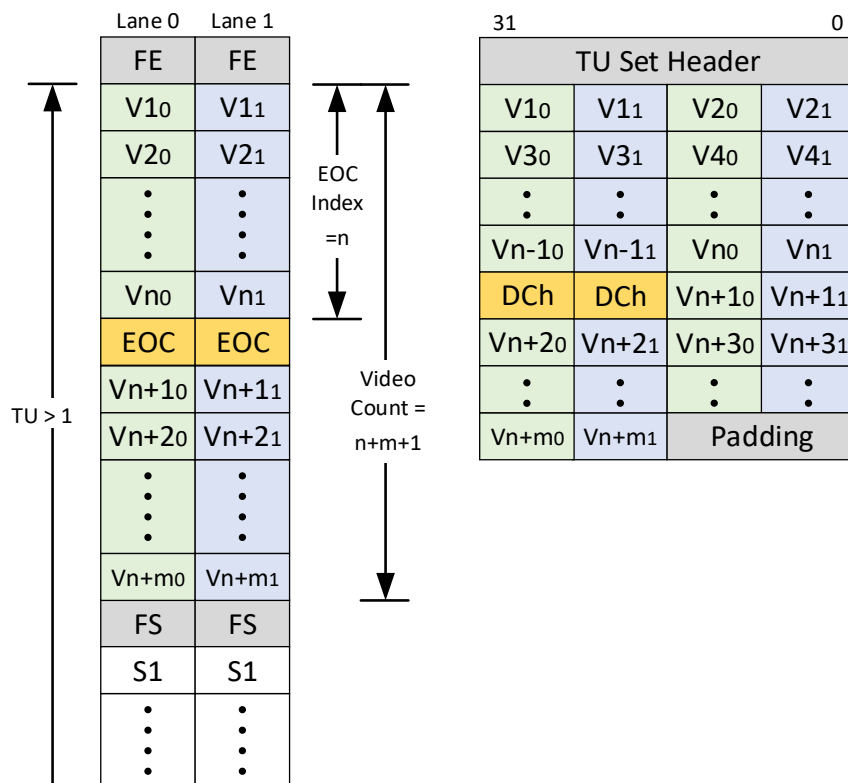 Lane 0 Lane 1
FE FE
V10 V11
V20 V21
Vn0 Vn1
EOC EOC
Vn+10 Vn+11
Vn+20 Vn+21
Vn+m0 Vn+m1
FS FS
S1 S1
TU > 1
EOC
Index
=n
Video
Count =
n+m+1
31 0
TU Set Header
V10 V11 V20 V21
V30 V31 V40 V41
Vn-10 Vn-11 Vn0 Vn1
DCh DCh Vn+10 Vn+11
Vn+20 Vn+21 Vn+30 Vn+31
Vn+m0 Vn+m1 Padding